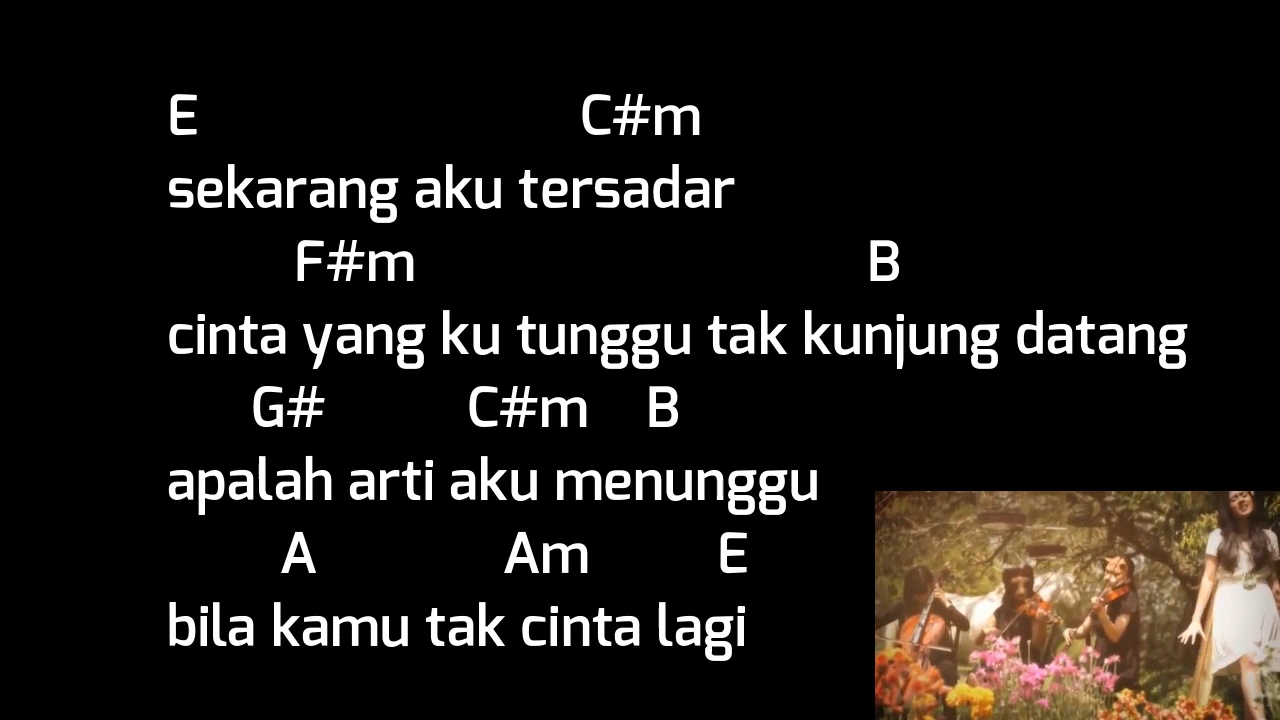 E C#m
sekarang aku tersadar
F#m B
cinta yang ku tunggu tak kunjung datang
G# C#m B
apalah arti aku menunggu
A Am E
bila kamu tak cinta lagi